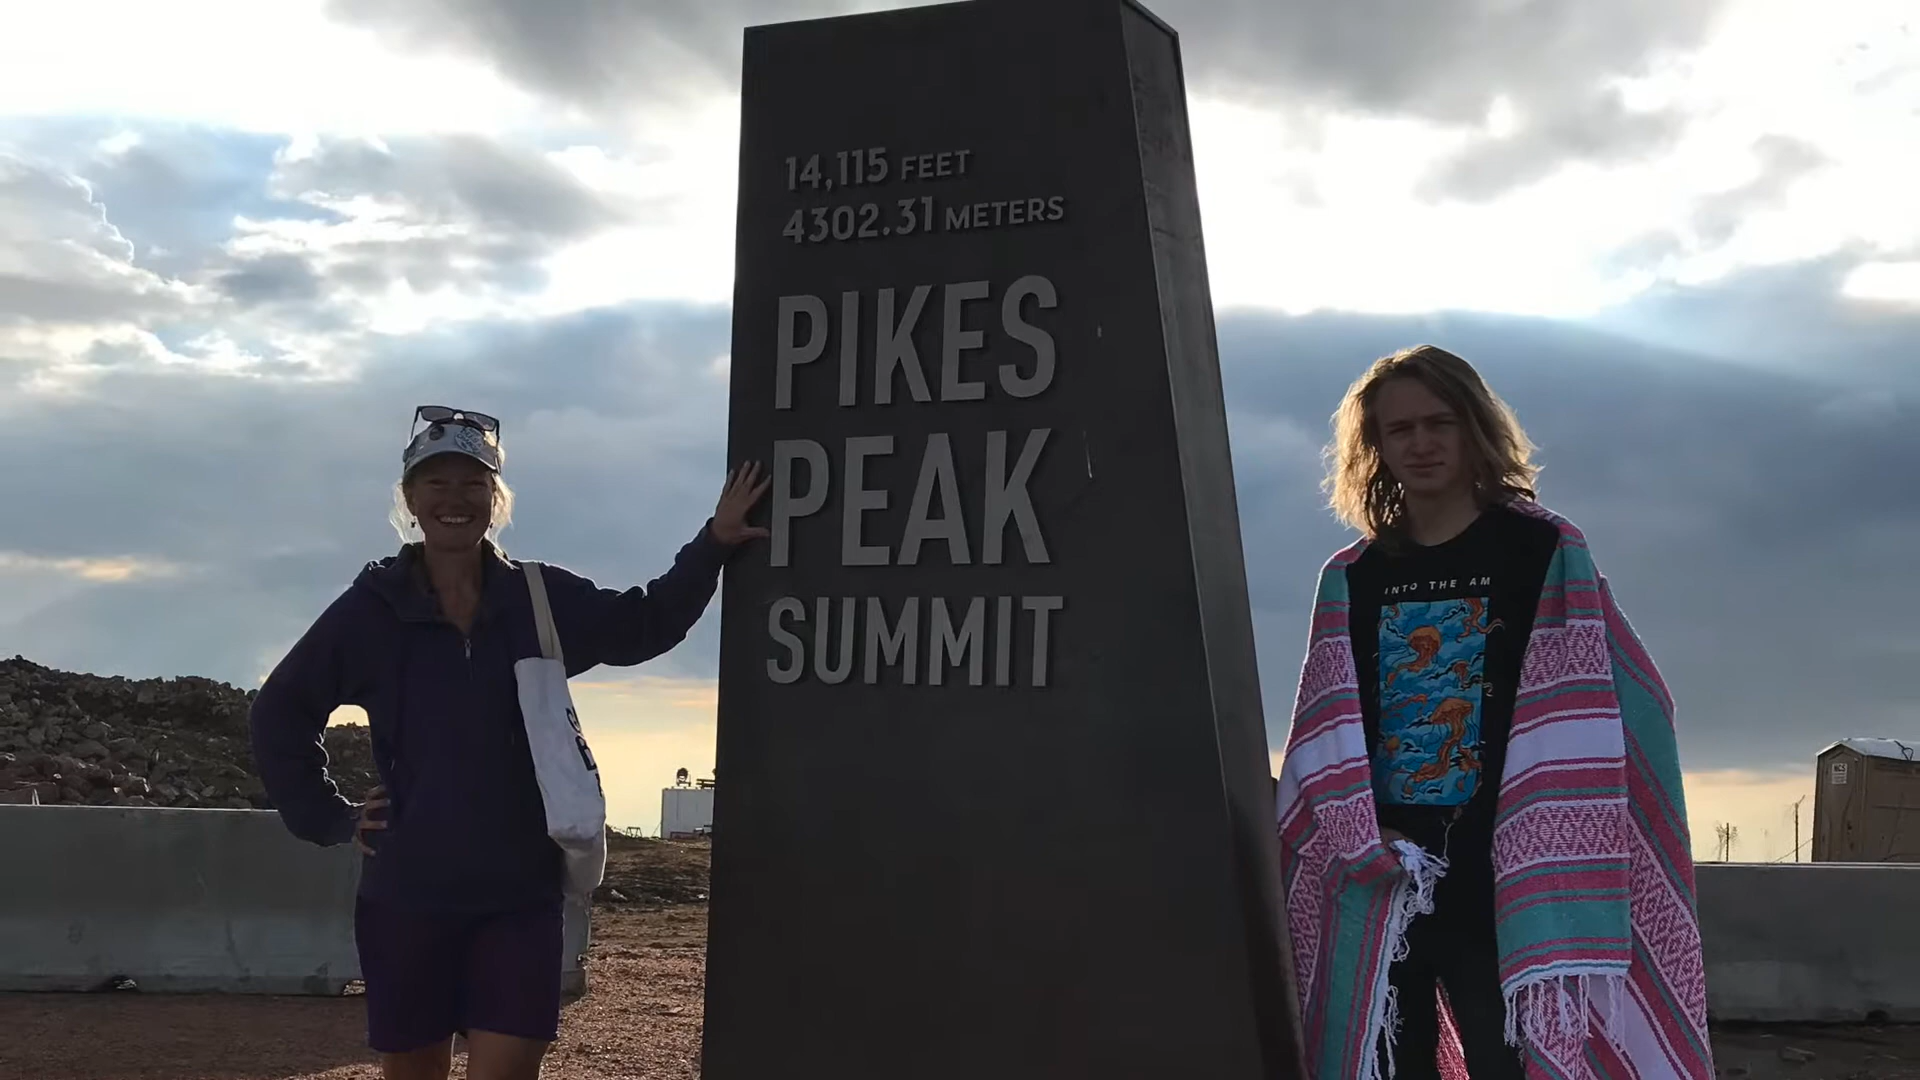 14,115 FEET
4302.31 METERS
PIKES
PEAK
SUMMIT
INTO THE AM